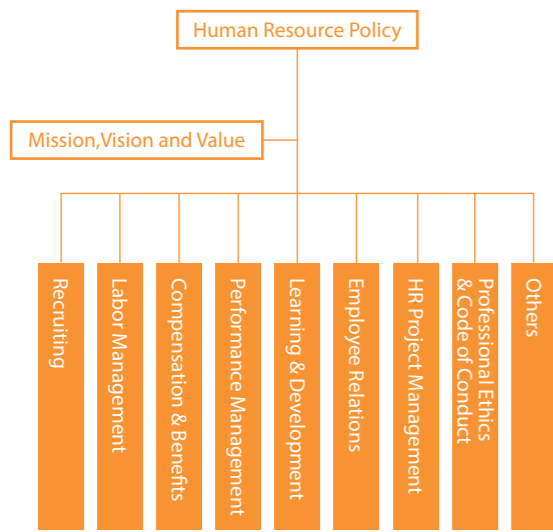 Human Resource Policy
Mission,Vision and Value
Recruiting
Labor Management
Compensation & Benefits
Performance Management
Learning & Development
Employee Relations
HR Project Management
Professional Ethics
& Code of Conduct
Others